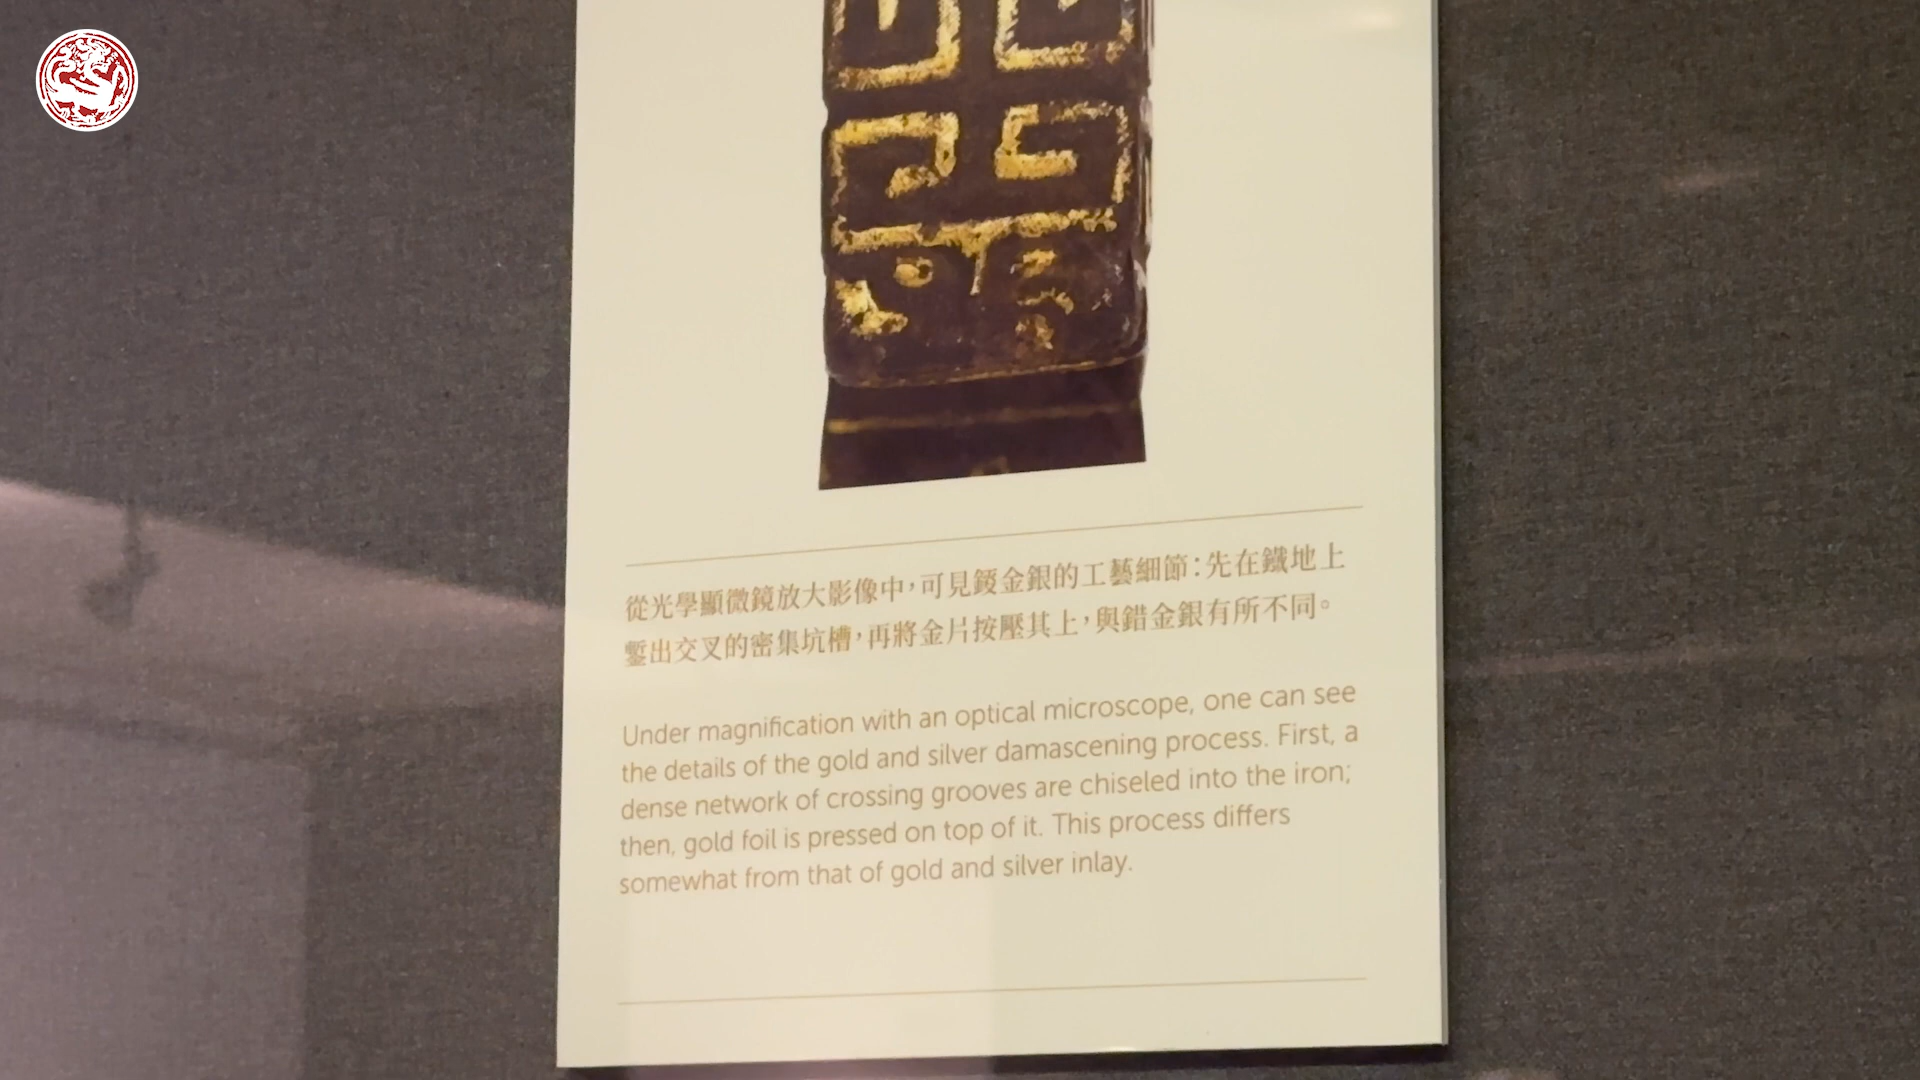 從光學顯微鏡放大影像中，可見鋄金銀的工藝細節：先在鐵地上
鏨出交叉的密集坑槽，再將金片按壓其上，與錯金銀有所不同。
Under magnification with an optical microscope, one can see
the details of the gold and silver damascening process. First, a
dense network of crossing grooves are chiseled into the iron;
then, gold foil is pressed on top of it. This process differs
somewhat from that of gold and silver inlay.